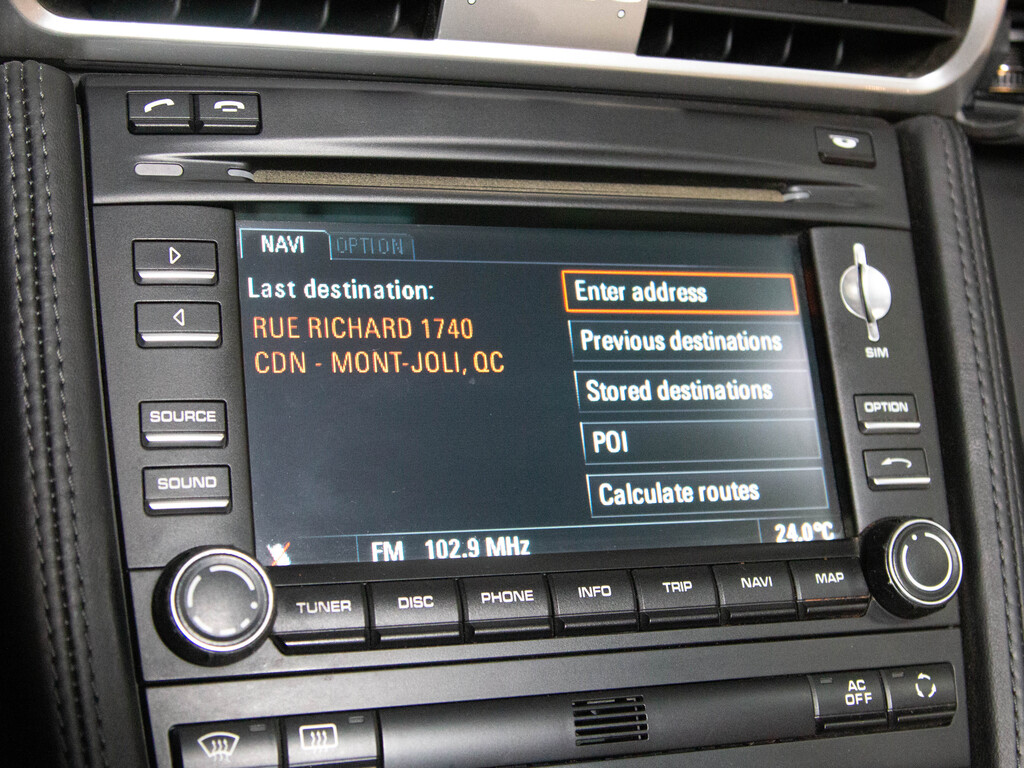 NAVI OPTION
Last destination:
RUE RICHARD 1740
CDN - MONT-JOLI, QC
Enter address
Previous destinations
Stored destinations
POI
Calculate routes
FM 102.9 MHz 24.0°C
SOURCE
SOUND
SIM
OPTION
TUNER DISC PHONE INFO TRIP NAVI MAP
AC
OFF